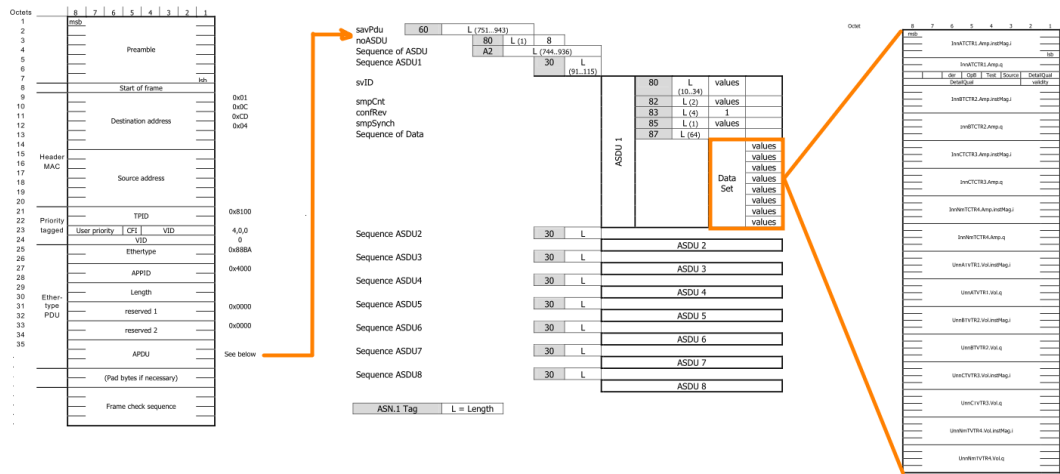 Octets 8 7 6 5 4 3 2 1
1 msb
2
3
4 Preamble
5
6
7 lsb
8 Start of frame
9 0x01
10 0x0C
11 Destination address 0xCD
12 0x04
13
14
15 Header
16 MAC
17
18 Source address
19
20
21 TPID 0x8100
22 Priority
23 tagged User priority CFI VID 4,0,0
24 VID 0
25 Ethertype 0x88BA
26
27 APPID 0x4000
28
29 Length
30 Ether-
31 type reserved 1 0x0000
32 PDU
33 reserved 2 0x0000
34
35
APDU See below
(Pad bytes if necessary)
Frame check sequence
savPdu 60 L (751..943)
noASDU 80 L (1) 8
Sequence of ASDU A2 L (744..936)
Sequence ASDU1 30 L (91..115)
svID 80 L (10..34) values
smpCnt 82 L (2) values
confRev 83 L (4) 1
smpSynch 85 L (1) values
Sequence of Data 87 L (64)
ASDU 1
Data Set
values
values
values
values
values
values
values
values
Sequence ASDU2 30 L
ASDU 2
Sequence ASDU3 30 L
ASDU 3
Sequence ASDU4 30 L
ASDU 4
Sequence ASDU5 30 L
ASDU 5
Sequence ASDU6 30 L
ASDU 6
Sequence ASDU7 30 L
ASDU 7
Sequence ASDU8 30 L
ASDU 8
ASN.1 Tag L = Length
Octet 8 7 6 5 4 3 2 1
msb
InnATCTR1.Amp.instMag.i
lsb
InnATCTR1.Amp.q
der OpB Test Source DetailQual
DetailQual validity
InnBTCTR2.Amp.instMag.i
InnBTCTR2.Amp.q
InnCTCTR3.Amp.instMag.i
InnCTCTR3.Amp.q
InnNmTCTR4.Amp.instMag.i
InnNmTCTR4.Amp.q
UnnATVTR1.Vol.instMag.i
UnnATVTR1.Vol.q
UnnBTVTR2.Vol.instMag.i
UnnBTVTR2.Vol.q
UnnCTVTR3.Vol.instMag.i
UnnCTVTR3.Vol.q
UnnNmTVTR4.Vol.instMag.i
UnnNmTVTR4.Vol.q